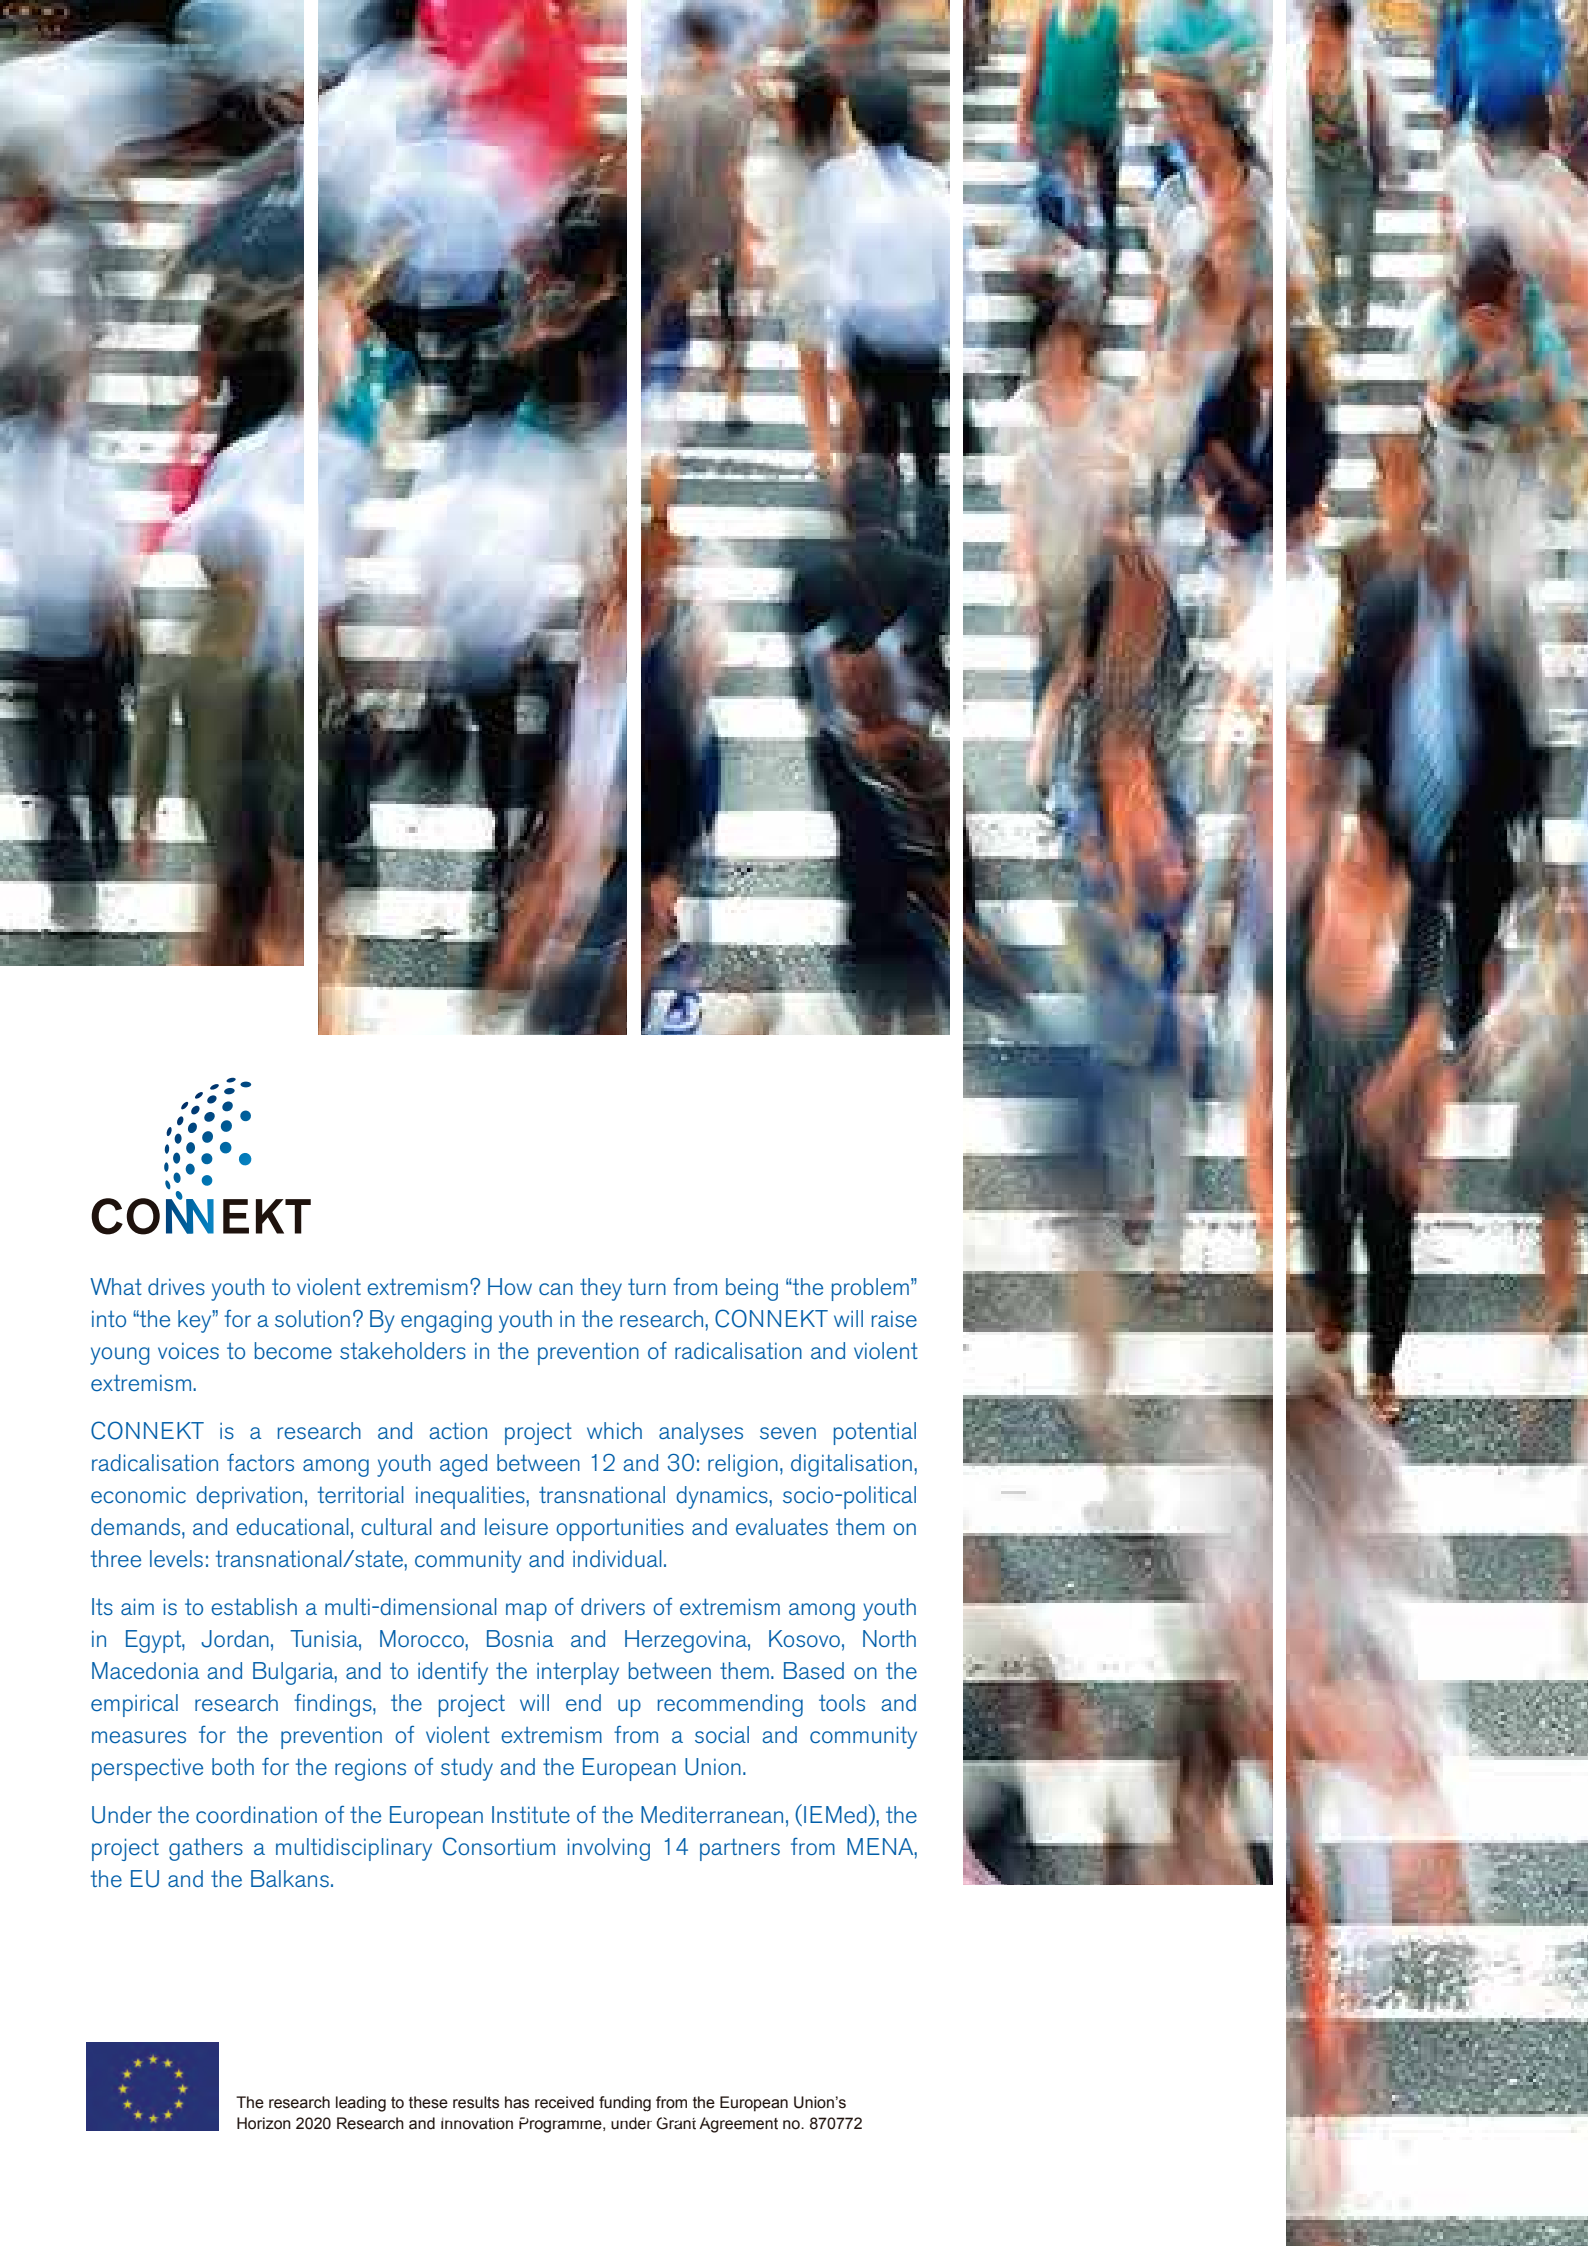 CONNEKT
What drives youth to violent extremism? How can they turn from being “the problem”
into “the key” for a solution? By engaging youth in the research, CONNEKT will raise
young voices to become stakeholders in the prevention of radicalisation and violent
extremism.
CONNEKT is a research and action project which analyses seven potential
radicalisation factors among youth aged between 12 and 30: religion, digitalisation,
economic deprivation, territorial inequalities, transnational dynamics, socio-political
demands, and educational, cultural and leisure opportunities and evaluates them on
three levels: transnational/state, community and individual.
Its aim is to establish a multi-dimensional map of drivers of extremism among youth
in Egypt, Jordan, Tunisia, Morocco, Bosnia and Herzegovina, Kosovo, North
Macedonia and Bulgaria, and to identify the interplay between them. Based on the
empirical research findings, the project will end up recommending tools and
measures for the prevention of violent extremism from a social and community
perspective both for the regions of study and the European Union.
Under the coordination of the European Institute of the Mediterranean, (IEMed), the
project gathers a multidisciplinary Consortium involving 14 partners from MENA,
the EU and the Balkans.
The research leading to these results has received funding from the European Union’s
Horizon 2020 Research and innovation Programme, under Grant Agreement no. 870772